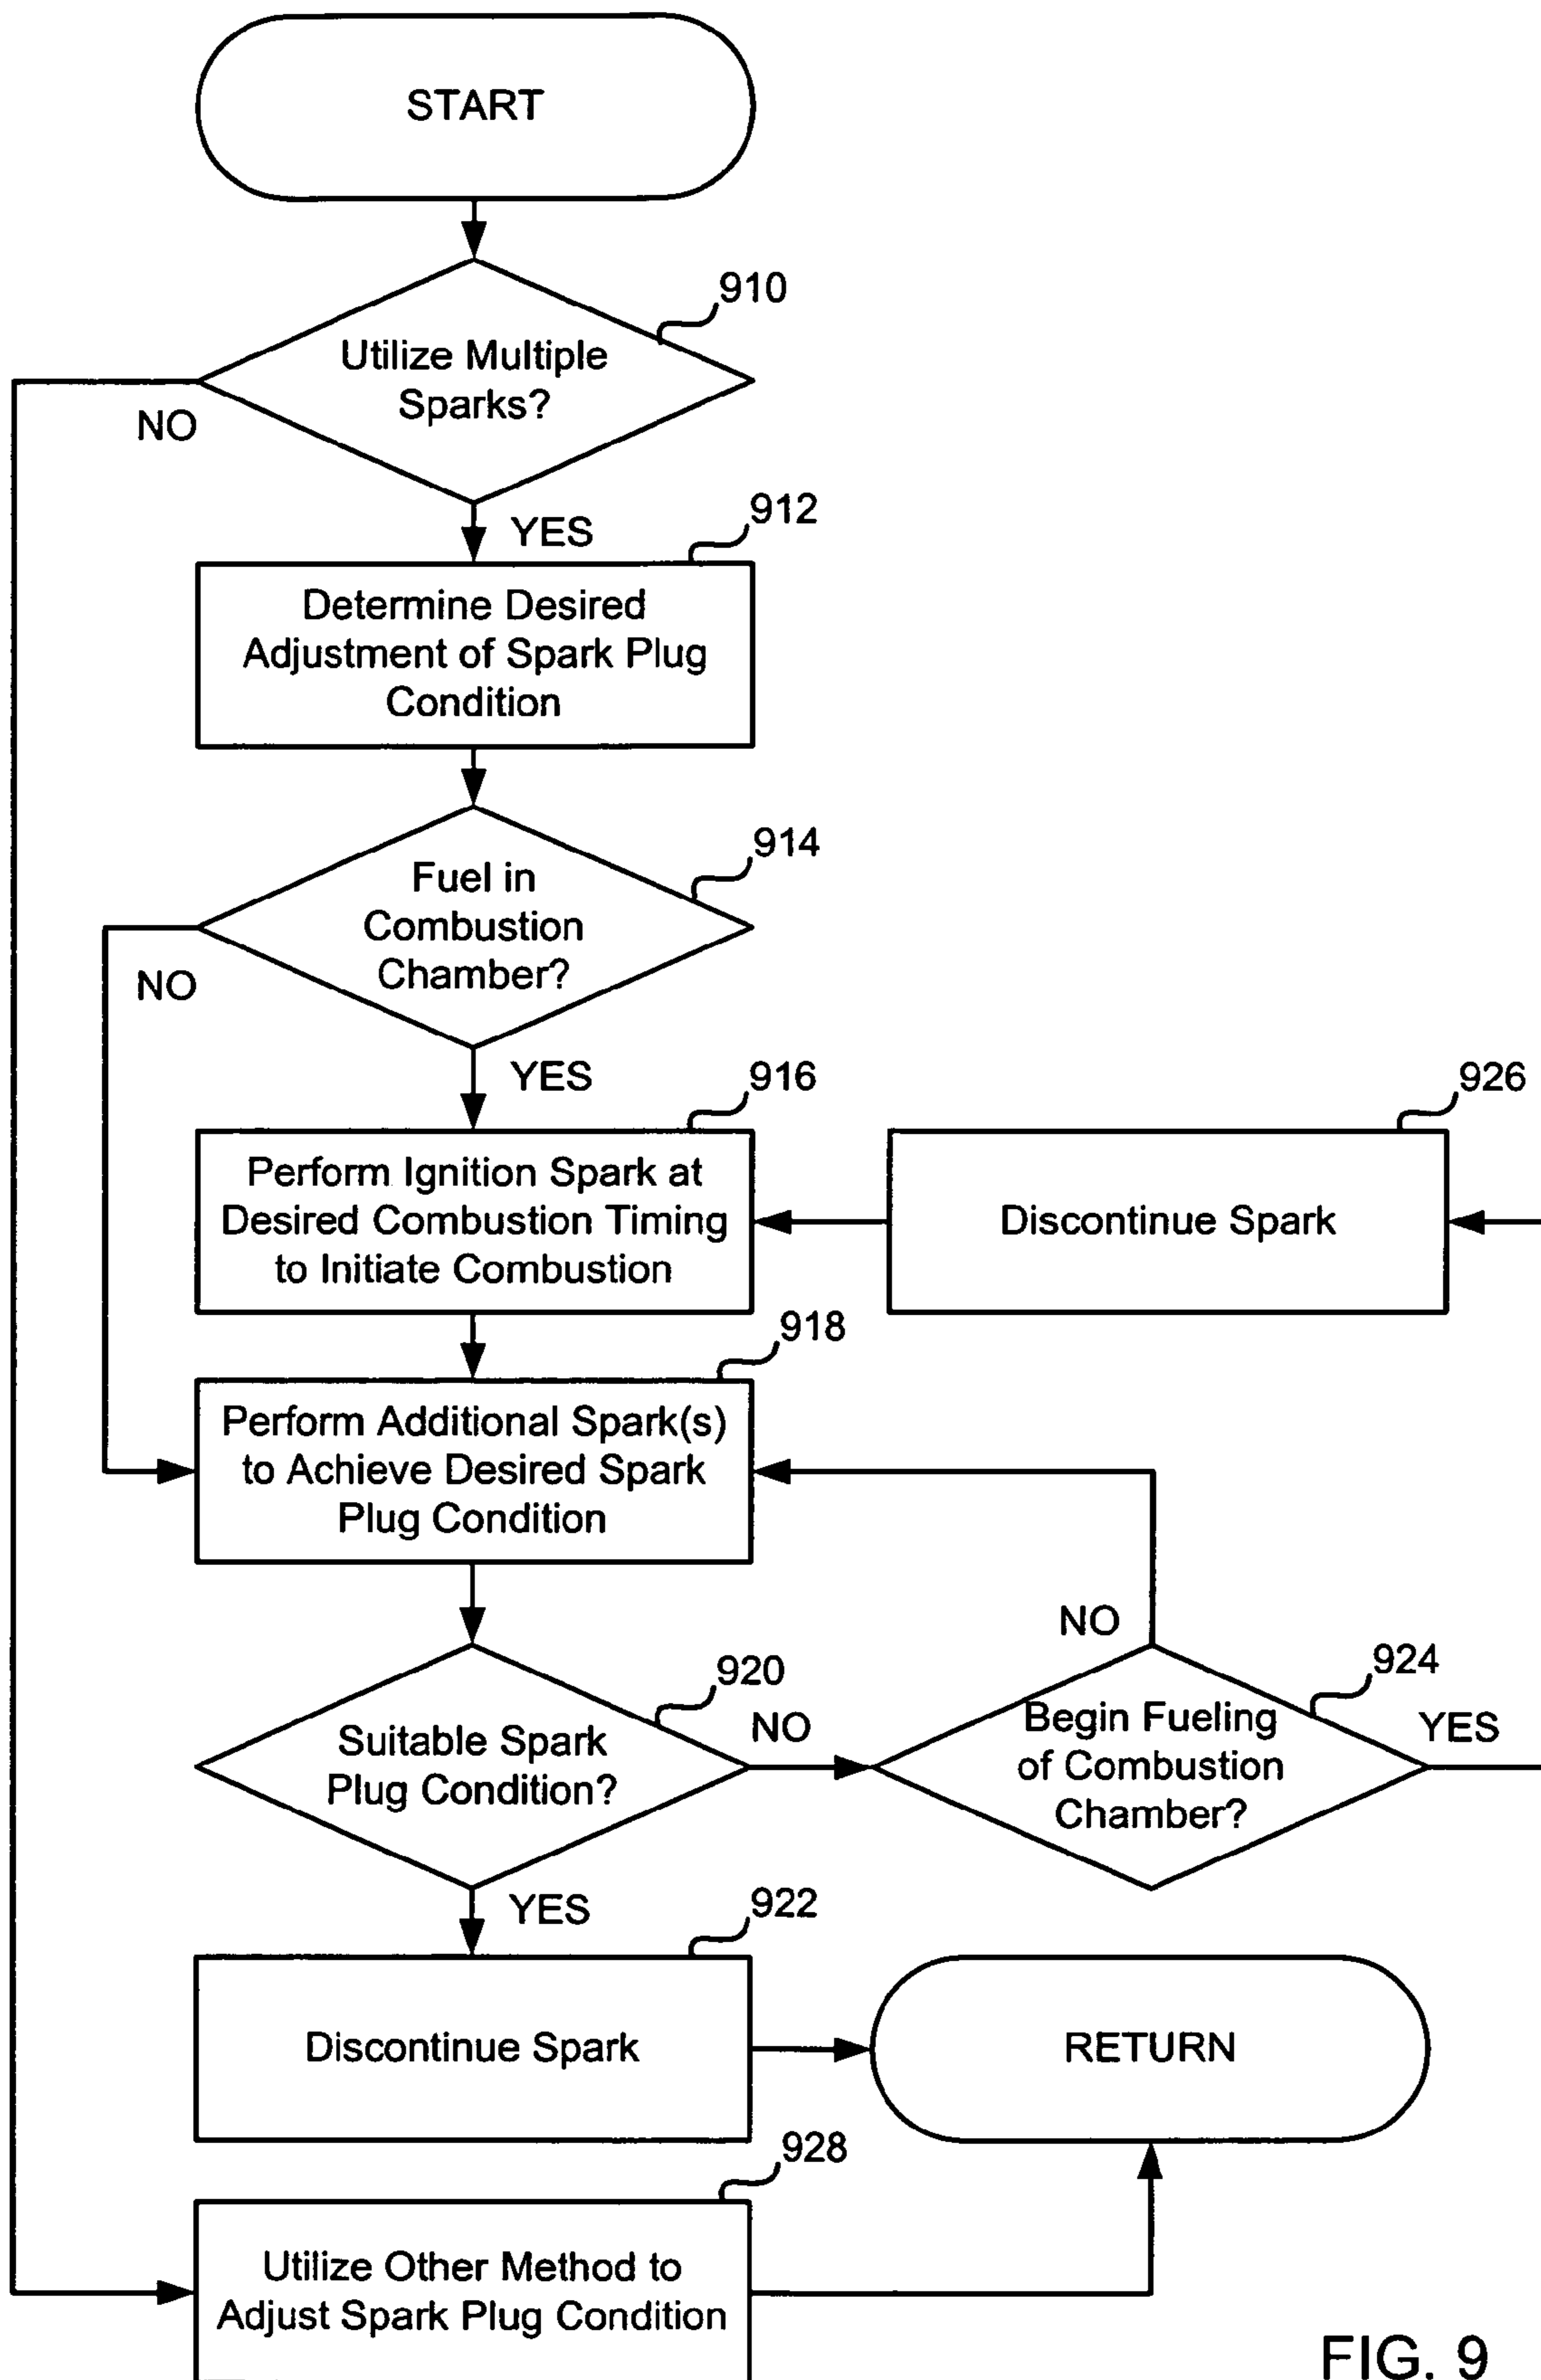 START
910
Utilize Multiple
Sparks?
NO
YES
912
Determine Desired
Adjustment of Spark Plug
Condition
914
Fuel in
Combustion
Chamber?
NO
YES
916
926
Perform Ignition Spark at
Desired Combustion Timing
to Initiate Combustion
Discontinue Spark
918
Perform Additional Spark(s)
to Achieve Desired Spark
Plug Condition
NO
920
924
Suitable Spark
Plug Condition?
NO
Begin Fueling
of Combustion
Chamber?
YES
YES
922
Discontinue Spark
RETURN
928
Utilize Other Method to
Adjust Spark Plug Condition
FIG. 9